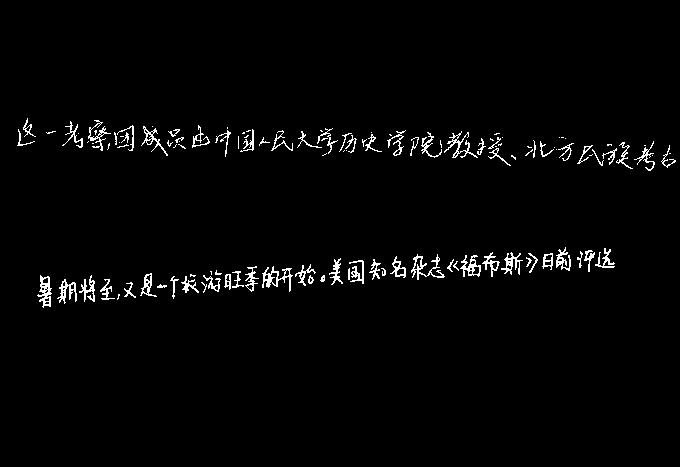 这一考察团成员由中国人民大学历史学院教授、北方民族考古
暑期将至,又是一个旅游旺季的开始。美国知名杂志《福布斯》日前评选